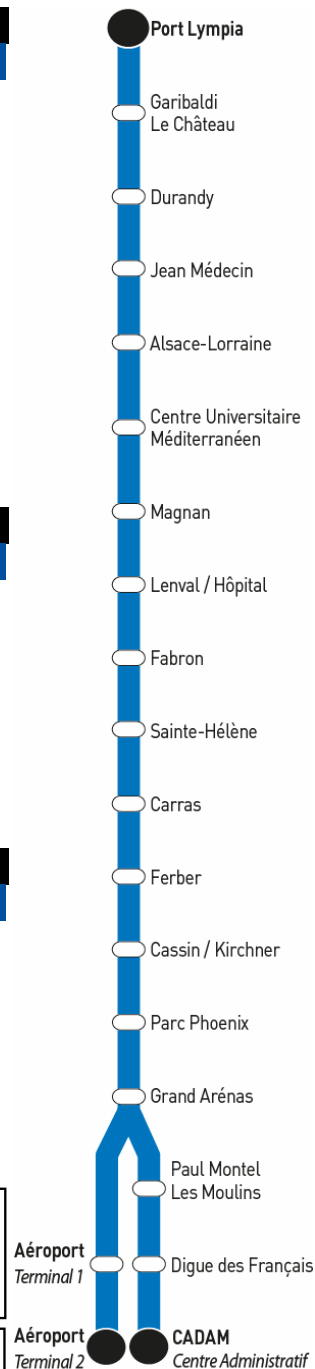 Port Lympia
Garibaldi
Le Château
Durandy
Jean Médecin
Alsace-Lorraine
Centre Universitaire
Méditerranéen
Magnan
Lenval / Hôpital
Fabron
Sainte-Hélène
Carras
Ferber
Cassin / Kirchner
Parc Phoenix
Grand Arénas
Paul Montel
Les Moulins
Aéroport
Terminal 1
Digue des Français
Aéroport
Terminal 2
CADAM
Centre Administratif